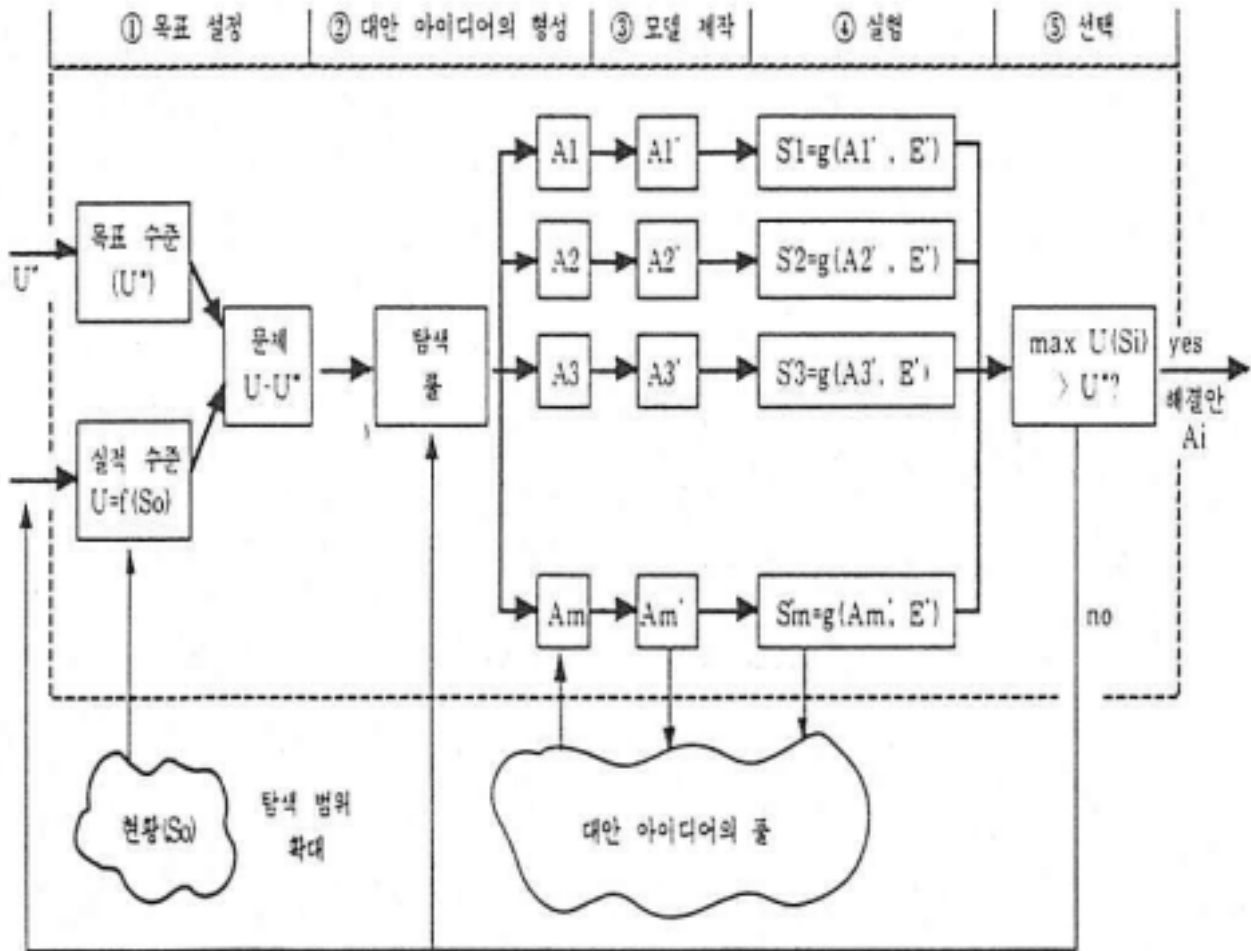 ① 목표 설정
② 대안 아이디어의 형성
③ 모델 제작
④ 실험
⑤ 선택
U*
목표 수준
(U*)
실적 수준
U=f(So)
문제
U-U*
탐색
풀
A1
A1'
S'1=g(A1' , E')
A2
A2'
S'2=g(A2' , E')
A3
A3'
S'3=g(A3', E')
Am
Am'
S'm=g(Am', E')
max U(Si)
> U*?
yes
해결안
Ai
no
현황(So)
탐색 범위
확대
대안 아이디어의 풀